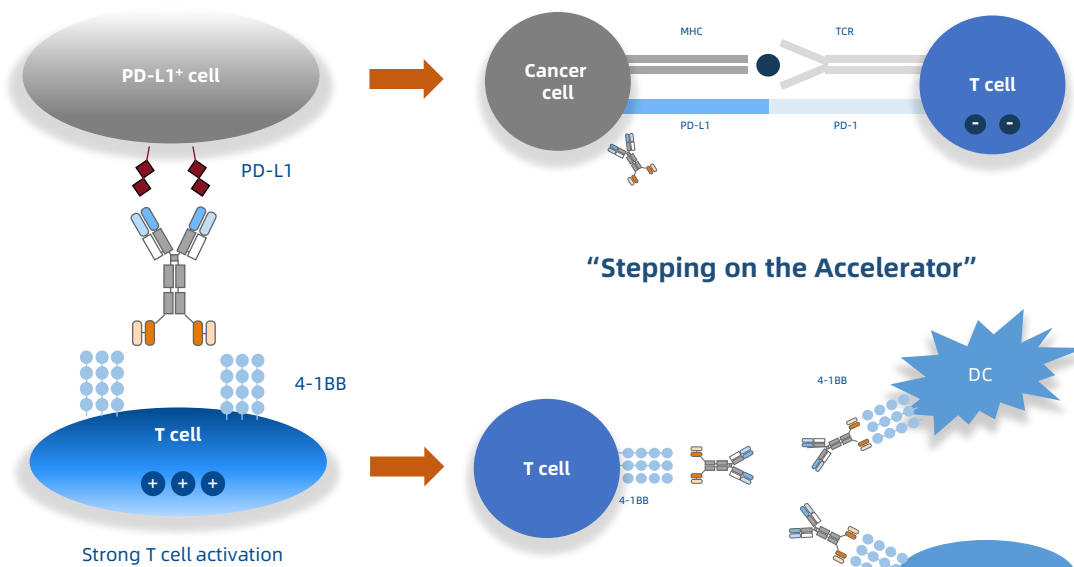 PD-L1⁺ cell
PD-L1
4-1BB
T cell
+ + +
Strong T cell activation
MHC
TCR
Cancer
cell
T cell
- -
PD-L1
PD-1
“Stepping on the Accelerator”
4-1BB
DC
T cell
4-1BB